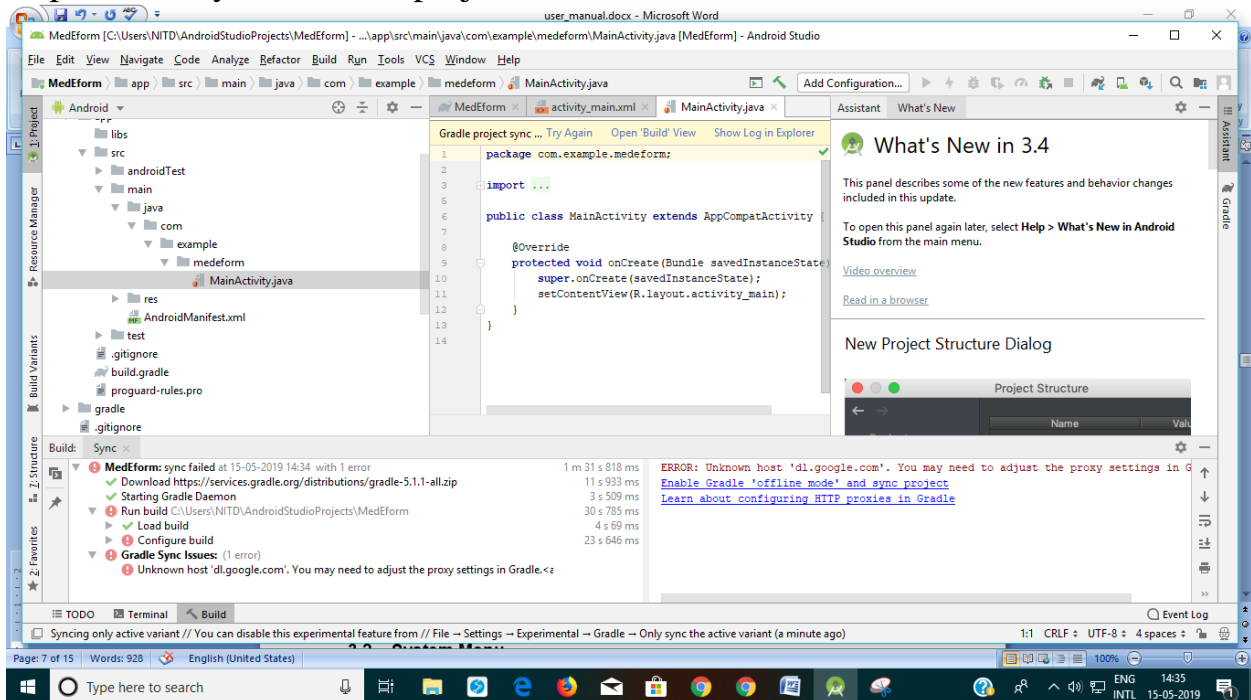 user_manual.docx - Microsoft Word
MedEform [C:\Users\NITD\AndroidStudioProjects\MedEform] - ...\app\src\main\java\com\example\medeform\MainActivity.java [MedEform] - Android Studio
File Edit View Navigate Code Analyze Refactor Build Run Tools VCS Window Help
MedEform app src main java com example medeform MainActivity.java Add Configuration...
Android
MedEform activity_main.xml MainActivity.java
Assistant What's New
1: Project
Resource Manager
Build Variants
Z: Structure
2: Favorites
libs
src
androidTest
main
java
com
example
medeform
MainActivity.java
res
AndroidManifest.xml
test
.gitignore
build.gradle
proguard-rules.pro
gradle
.gitignore
Gradle project sync ... Try Again Open 'Build' View Show Log in Explorer
1 package com.example.medeform;
2
3 import ...
5
6 public class MainActivity extends AppCompatActivity {
7
8 @Override
9 protected void onCreate(Bundle savedInstanceState)
10 super.onCreate(savedInstanceState);
11 setContentView(R.layout.activity_main);
12 }
13 }
14
What's New in 3.4
This panel describes some of the new features and behavior changes
included in this update.
To open this panel again later, select Help > What's New in Android
Studio from the main menu.
Video overview
Read in a browser
New Project Structure Dialog
Project Structure
Name Valu
Assistant
Gradle
Build: Sync
MedEform: sync failed at 15-05-2019 14:34 with 1 error 1 m 31 s 818 ms
Download https://services.gradle.org/distributions/gradle-5.1.1-all.zip 11 s 933 ms
Starting Gradle Daemon 3 s 509 ms
Run build C:\Users\NITD\AndroidStudioProjects\MedEform 30 s 785 ms
Load build 4 s 69 ms
Configure build 23 s 646 ms
Gradle Sync Issues: (1 error)
Unknown host 'dl.google.com'. You may need to adjust the proxy settings in Gradle.<a
ERROR: Unknown host 'dl.google.com'. You may need to adjust the proxy settings in G
Enable Gradle 'offline mode' and sync project
Learn about configuring HTTP proxies in Gradle
TODO Terminal Build Event Log
Syncing only active variant // You can disable this experimental feature from // File → Settings → Experimental → Gradle → Only sync the active variant (a minute ago) 1:1 CRLF UTF-8 4 spaces
Page: 7 of 15 Words: 928 English (United States) 100%
Type here to search
ENG
INTL
14:35
15-05-2019